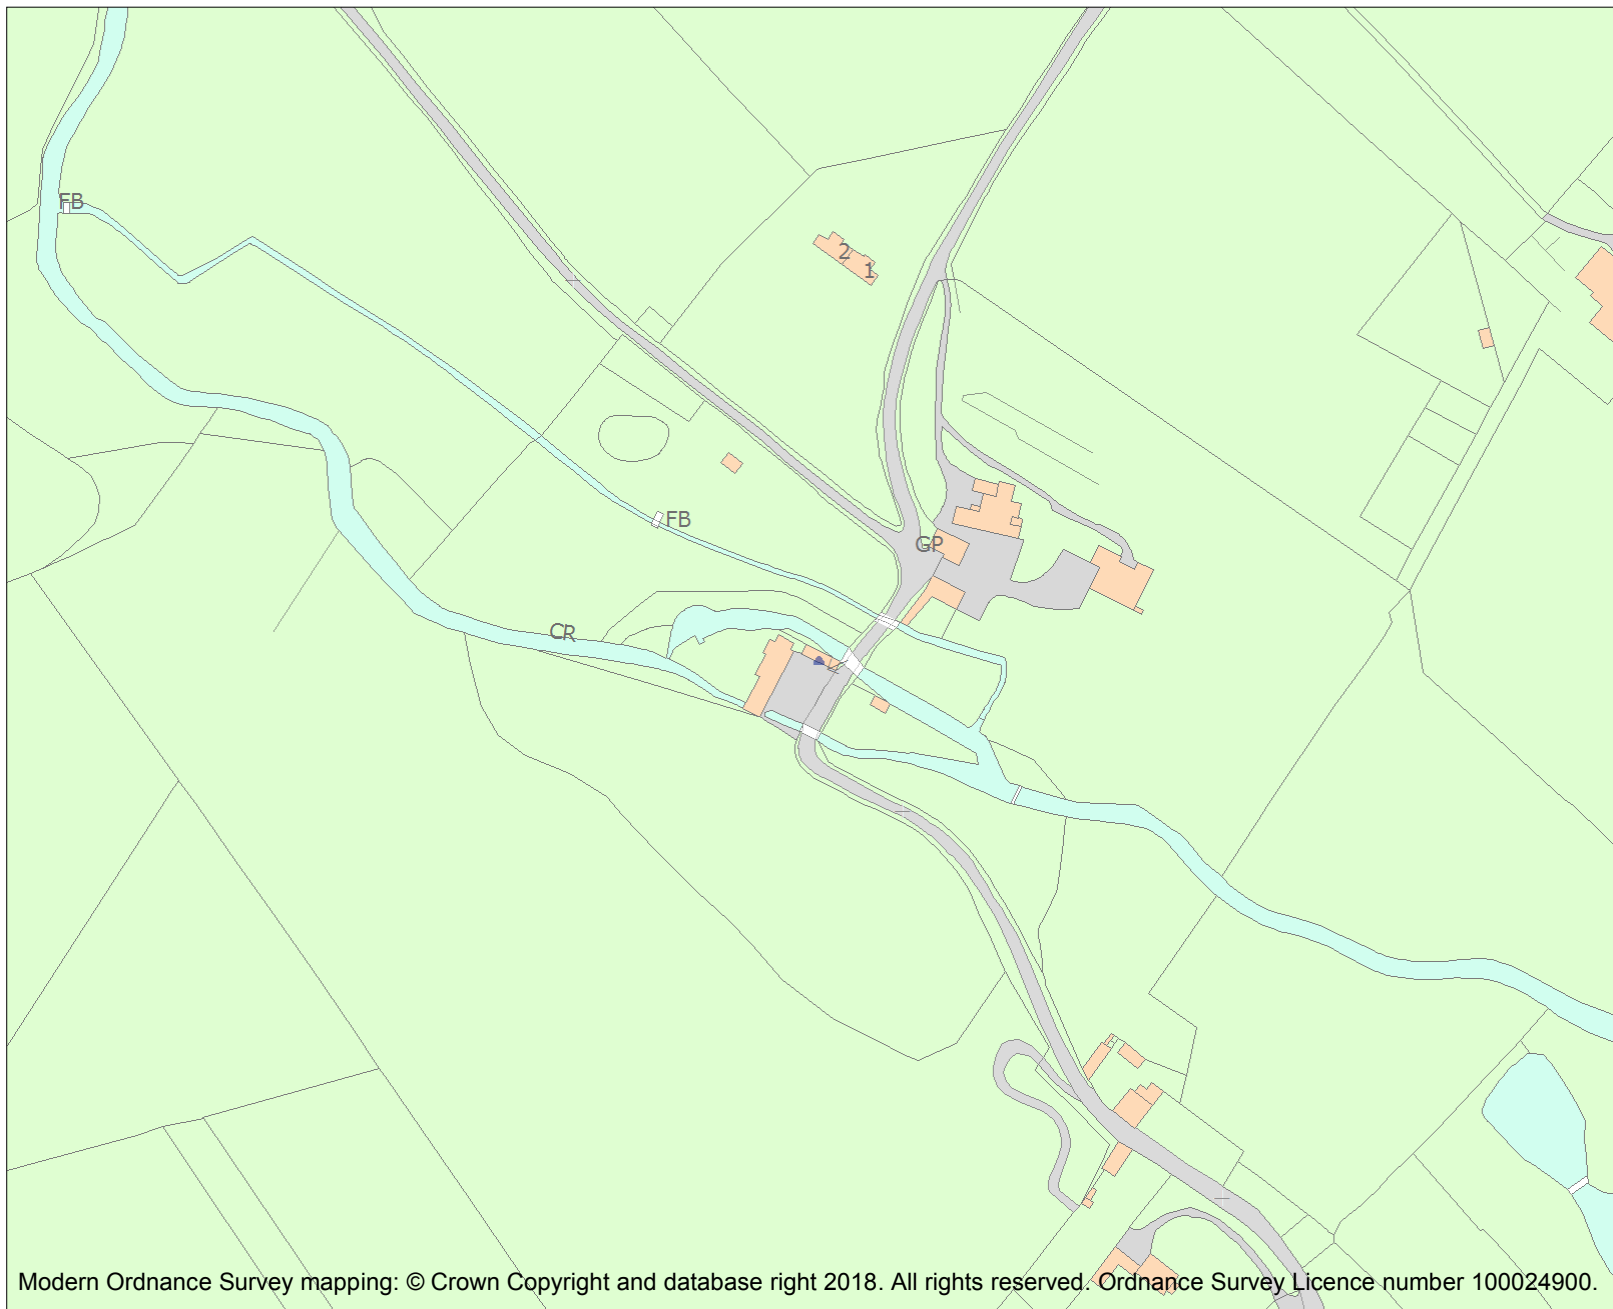 FB
2
1
FB
GP
CR
Modern Ordnance Survey mapping: © Crown Copyright and database right 2018. All rights reserved. Ordnance Survey Licence number 100024900.